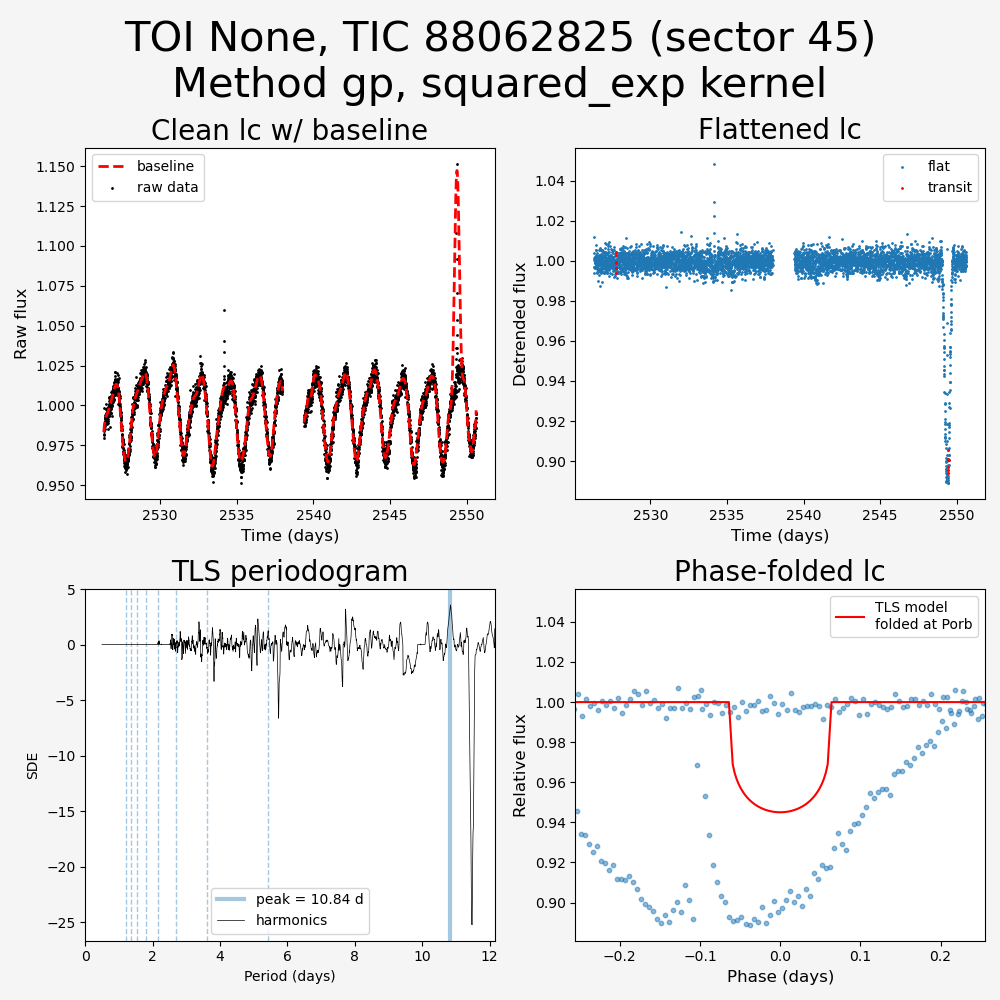 TOI None, TIC 88062825 (sector 45)
Method gp, squared_exp kernel
Clean lc w/ baseline
baseline
raw data
1.150
1.125
1.100
1.075
1.050
1.025
1.000
0.975
0.950
Raw flux
2530 2535 2540 2545 2550
Time (days)
Flattened lc
flat
transit
1.04
1.02
1.00
0.98
0.96
0.94
0.92
0.90
Detrended flux
2530 2535 2540 2545 2550
Time (days)
TLS periodogram
5
0
−5
−10
−15
−20
−25
SDE
peak = 10.84 d
harmonics
0 2 4 6 8 10 12
Period (days)
Phase-folded lc
TLS model
folded at Porb
1.04
1.02
1.00
0.98
0.96
0.94
0.92
0.90
Relative flux
−0.2 −0.1 0.0 0.1 0.2
Phase (days)